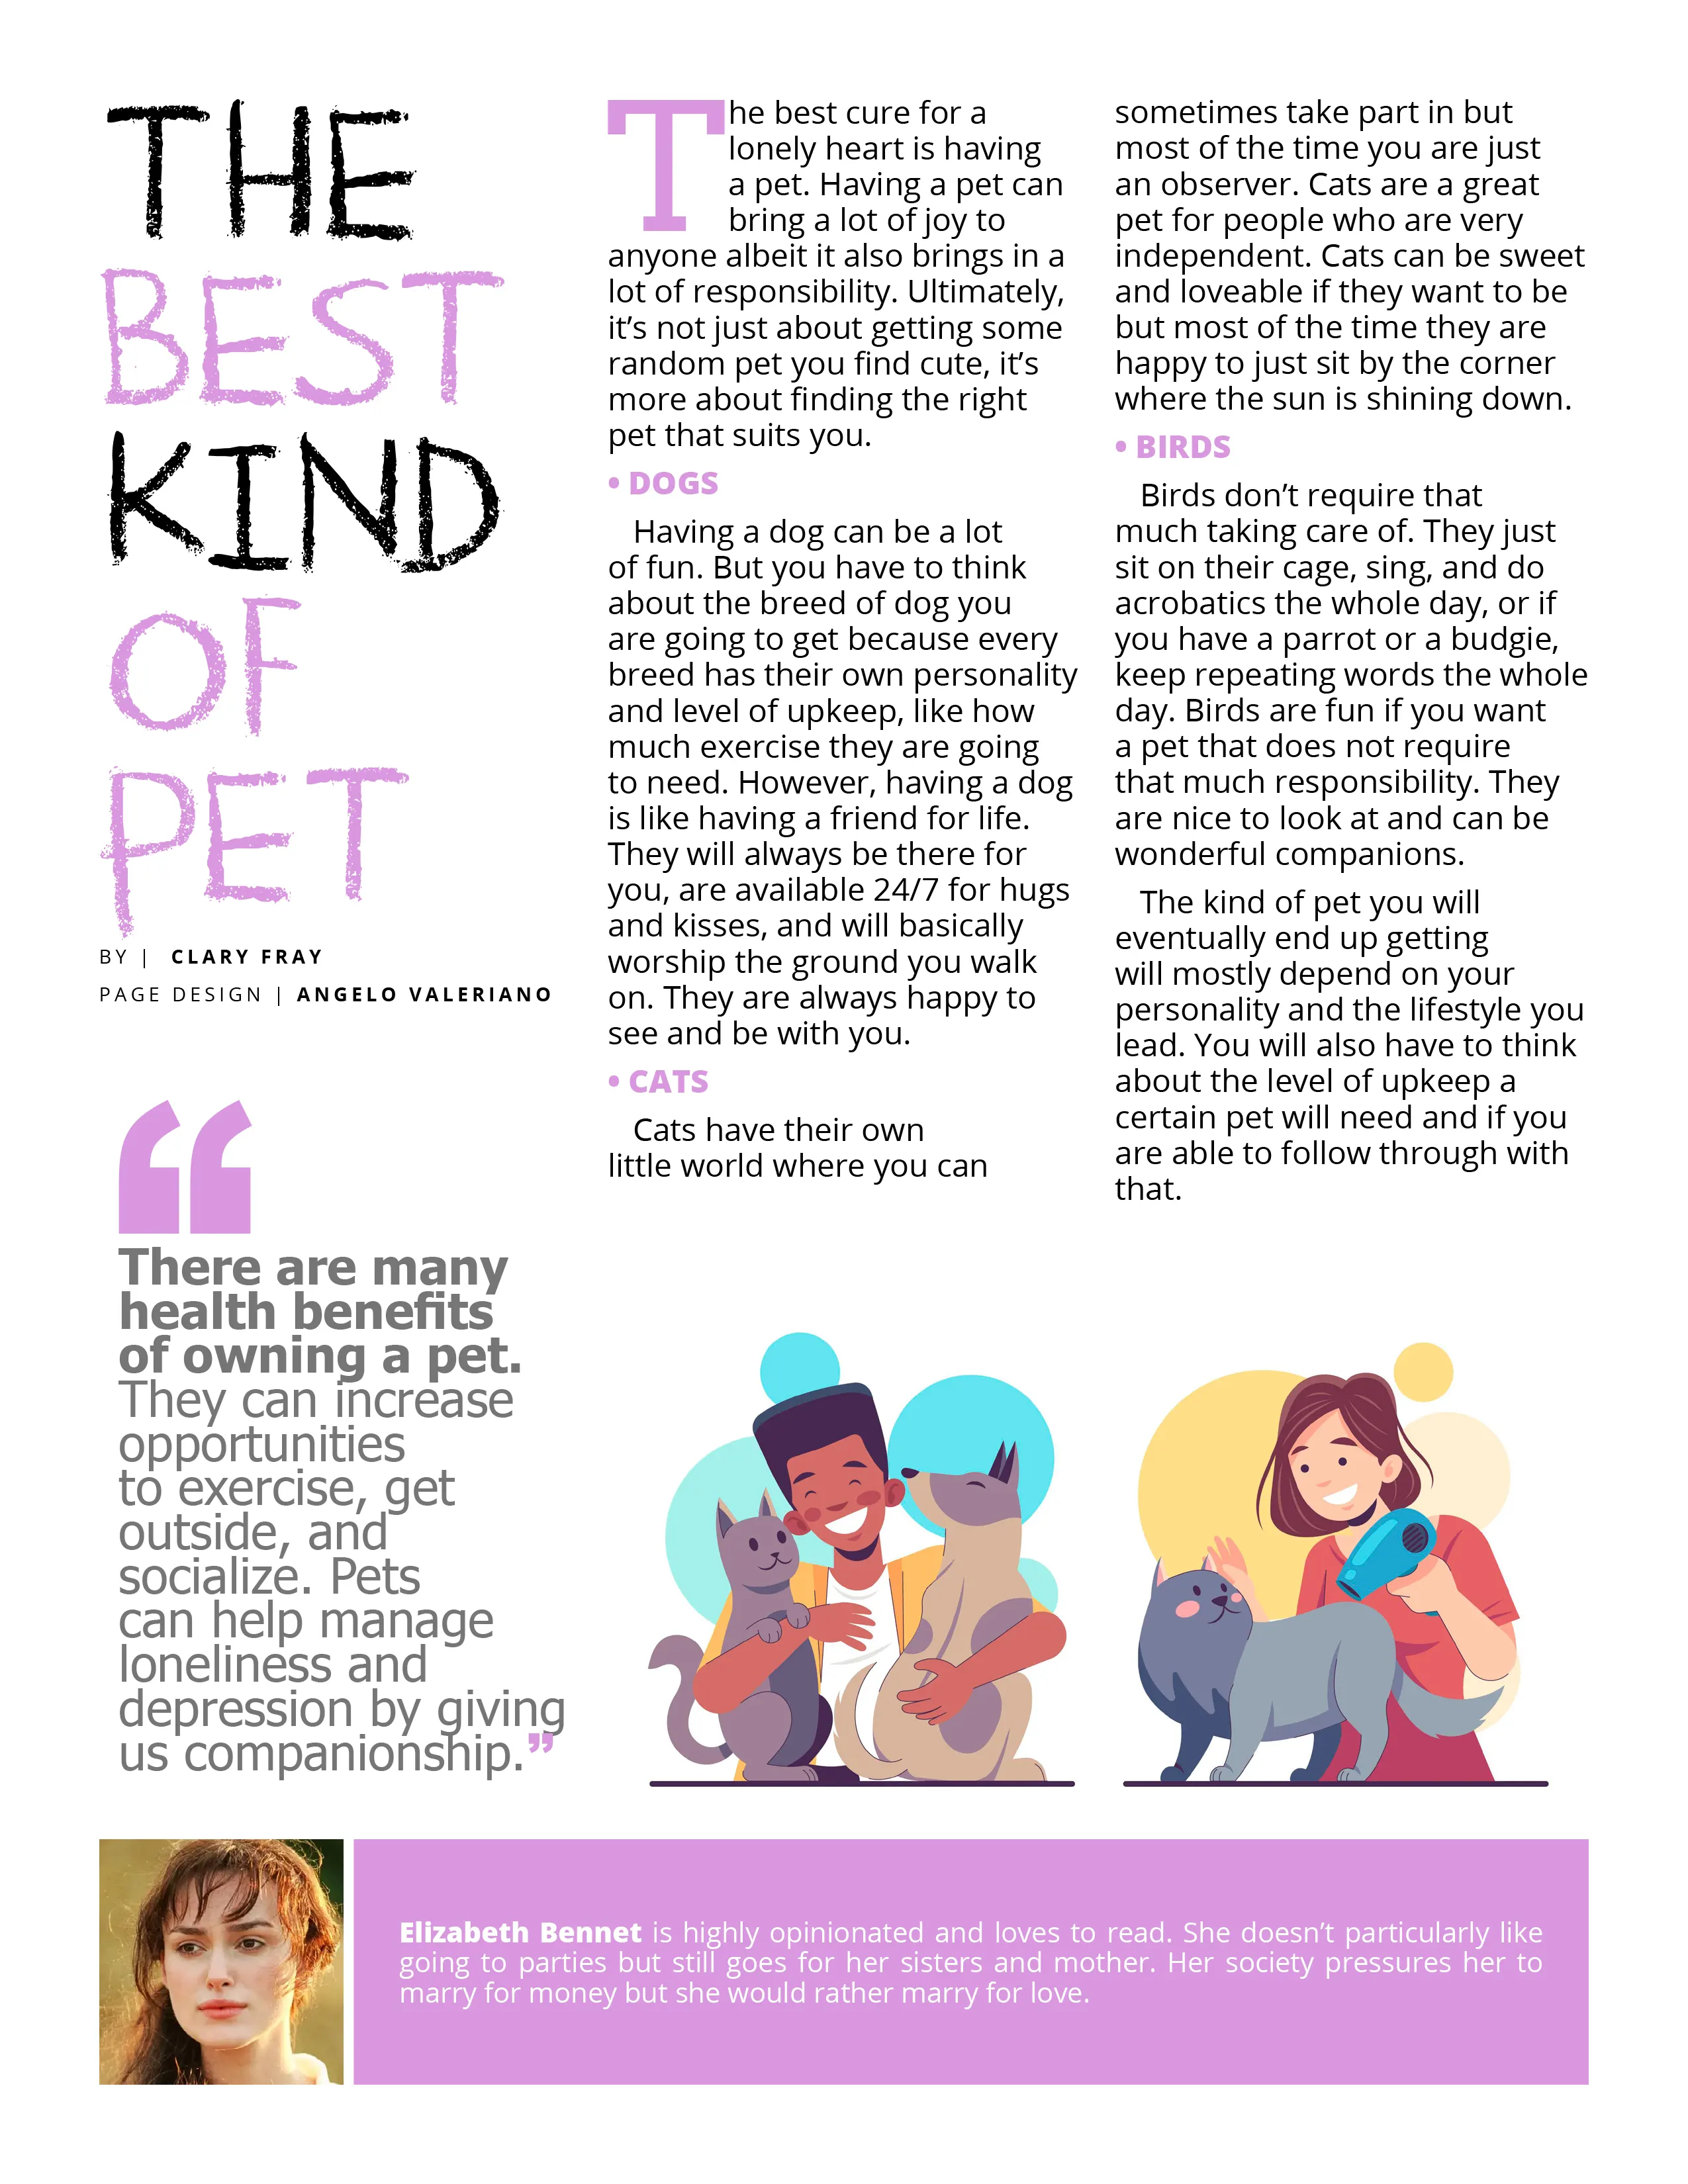 THE
BEST
KIND
OF
PET
BY | CLARY FRAY
PAGE DESIGN | ANGELO VALERIANO
“
There are many
health benefits
of owning a pet.
They can increase
opportunities
to exercise, get
outside, and
socialize. Pets
can help manage
loneliness and
depression by giving
us companionship.”
The best cure for a
lonely heart is having
a pet. Having a pet can
bring a lot of joy to
anyone albeit it also brings in a
lot of responsibility. Ultimately,
it’s not just about getting some
random pet you find cute, it’s
more about finding the right
pet that suits you.
• DOGS
Having a dog can be a lot
of fun. But you have to think
about the breed of dog you
are going to get because every
breed has their own personality
and level of upkeep, like how
much exercise they are going
to need. However, having a dog
is like having a friend for life.
They will always be there for
you, are available 24/7 for hugs
and kisses, and will basically
worship the ground you walk
on. They are always happy to
see and be with you.
• CATS
Cats have their own
little world where you can
sometimes take part in but
most of the time you are just
an observer. Cats are a great
pet for people who are very
independent. Cats can be sweet
and loveable if they want to be
but most of the time they are
happy to just sit by the corner
where the sun is shining down.
• BIRDS
Birds don’t require that
much taking care of. They just
sit on their cage, sing, and do
acrobatics the whole day, or if
you have a parrot or a budgie,
keep repeating words the whole
day. Birds are fun if you want
a pet that does not require
that much responsibility. They
are nice to look at and can be
wonderful companions.
The kind of pet you will
eventually end up getting
will mostly depend on your
personality and the lifestyle you
lead. You will also have to think
about the level of upkeep a
certain pet will need and if you
are able to follow through with
that.
Elizabeth Bennet is highly opinionated and loves to read. She doesn’t particularly like
going to parties but still goes for her sisters and mother. Her society pressures her to
marry for money but she would rather marry for love.